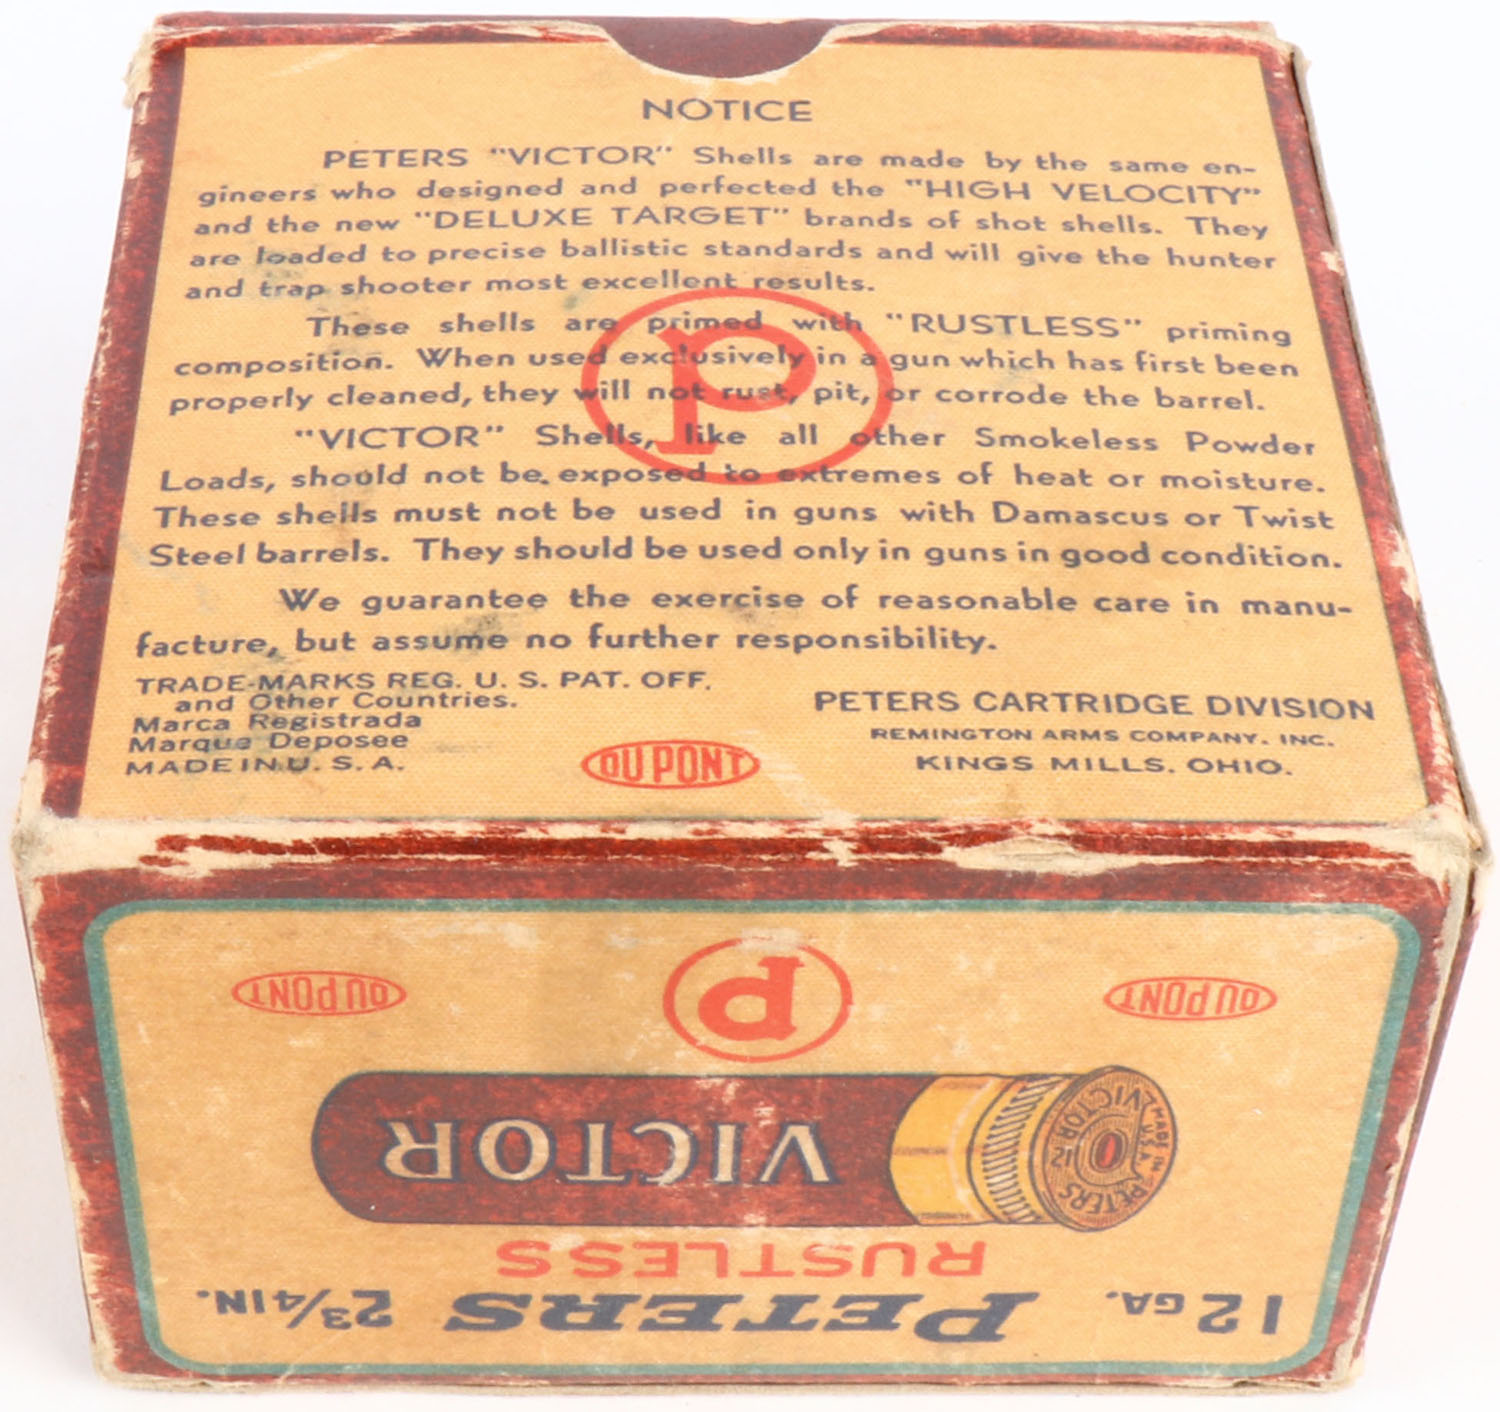 NOTICE
PETERS "VICTOR" Shells are made by the same en-
gineers who designed and perfected the "HIGH VELOCITY"
and the new "DELUXE TARGET" brands of shot shells. They
are loaded to precise ballistic standards and will give the hunter
and trap shooter most excellent results.
These shells are primed with "RUSTLESS" priming
composition. When used exclusively in a gun which has first been
properly cleaned, they will not rust, pit, or corrode the barrel.
"VICTOR" Shells, like all other Smokeless Powder
Loads, should not be exposed to extremes of heat or moisture.
These shells must not be used in guns with Damascus or Twist
Steel barrels. They should be used only in guns in good condition.
We guarantee the exercise of reasonable care in manu-
facture, but assume no further responsibility.
P
TRADE-MARKS REG. U. S. PAT. OFF.
and Other Countries.
Marca Registrada
Marque Deposee
MADE IN U. S. A.
DU PONT
PETERS CARTRIDGE DIVISION
REMINGTON ARMS COMPANY. INC.
KINGS MILLS. OHIO.
12 GA. PETERS 2 3/4 IN.
RUSTLESS
VICTOR
PETERS 12 VICTOR
MADE IN U.S.A.
DU PONT P DU PONT